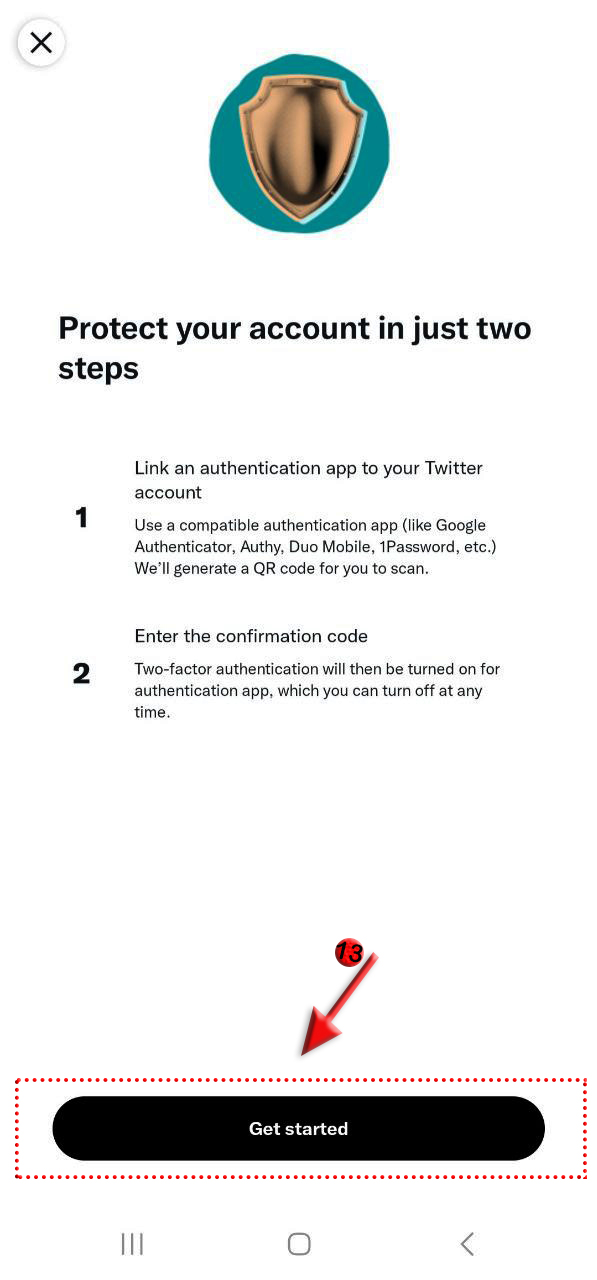 Protect your account in just two
steps
Link an authentication app to your Twitter
account
1
Use a compatible authentication app (like Google
Authenticator, Authy, Duo Mobile, 1Password, etc.)
We’ll generate a QR code for you to scan.
Enter the confirmation code
2
Two-factor authentication will then be turned on for
authentication app, which you can turn off at any
time.
13
Get started